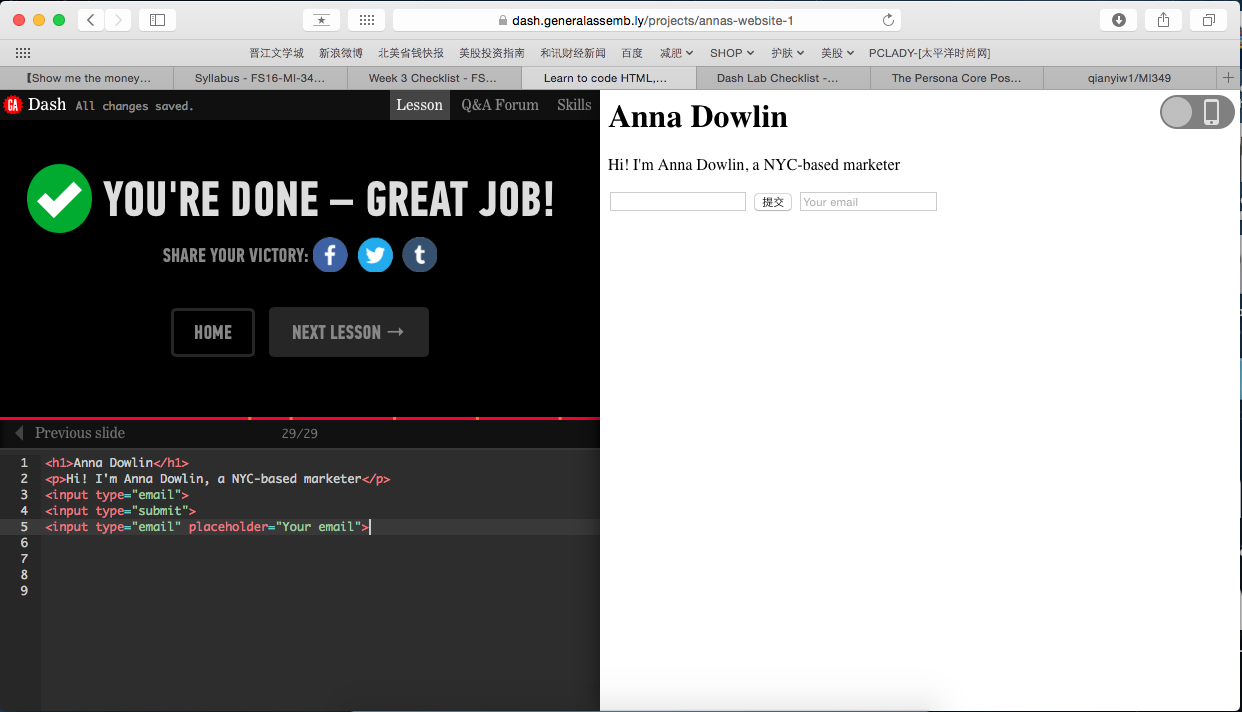 dash.generalassemb.ly/projects/annas-website-1
晋江文学城 新浪微博 北美省钱快报 美股投资指南 和讯财经新闻 百度 减肥 SHOP 护肤 美股 PCLADY-[太平洋时尚网]
【Show me the money… Syllabus - FS16-MI-34… Week 3 Checklist - FS… Learn to code HTML,… Dash Lab Checklist -… The Persona Core Pos… qianyiw1/MI349
GA Dash All changes saved. Lesson Q&A Forum Skills
YOU'RE DONE – GREAT JOB!
SHARE YOUR VICTORY: f t
HOME NEXT LESSON →
Previous slide 29/29
1 <h1>Anna Dowlin</h1>
2 <p>Hi! I'm Anna Dowlin, a NYC-based marketer</p>
3 <input type="email">
4 <input type="submit">
5 <input type="email" placeholder="Your email">
6
7
8
9
Anna Dowlin
Hi! I'm Anna Dowlin, a NYC-based marketer
提交 Your email